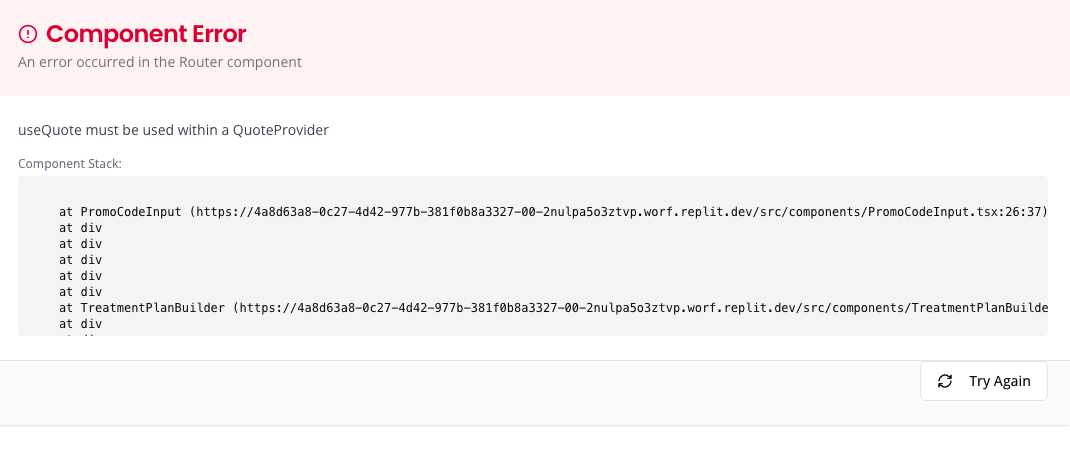 Component Error
An error occurred in the Router component
useQuote must be used within a QuoteProvider
Component Stack:
at PromoCodeInput (https://4a8d63a8-0c27-4d42-977b-381f0b8a3327-00-2nulpa5o3ztvp.worf.replit.dev/src/components/PromoCodeInput.tsx:26:37)
at div
at div
at div
at div
at div
at TreatmentPlanBuilder (https://4a8d63a8-0c27-4d42-977b-381f0b8a3327-00-2nulpa5o3ztvp.worf.replit.dev/src/components/TreatmentPlanBuilde
at div
Try Again